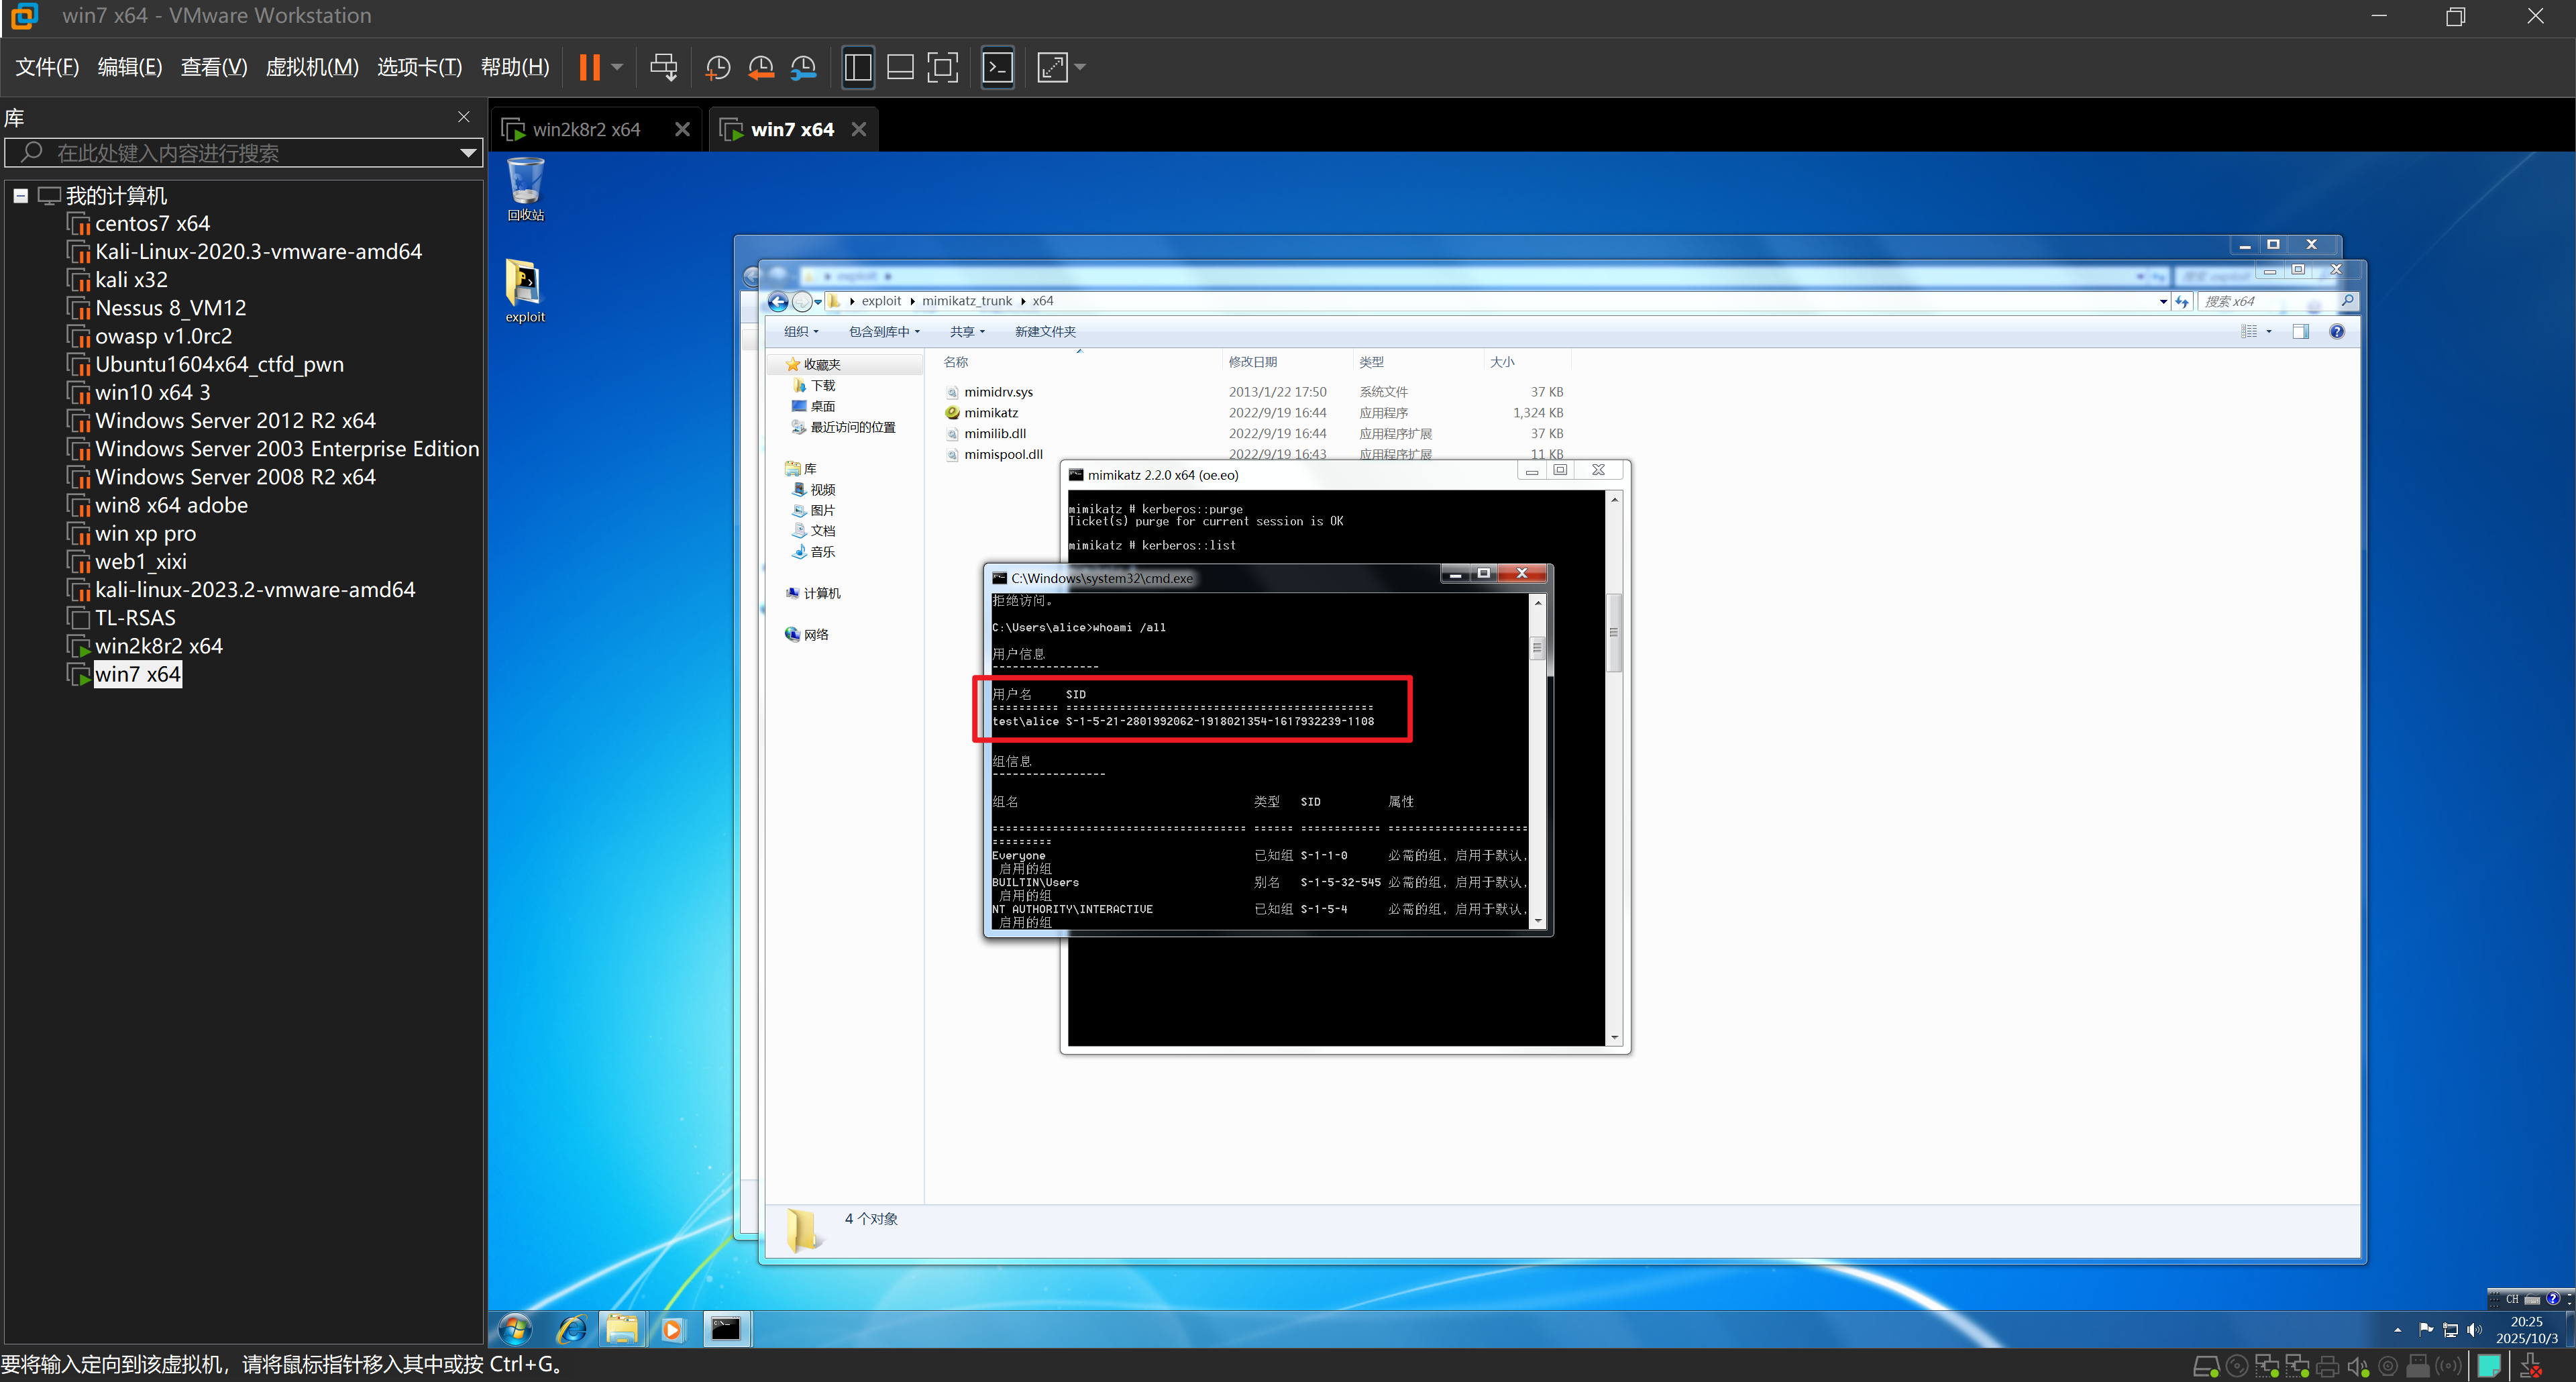 win7 x64 - VMware Workstation
文件(F) 编辑(E) 查看(V) 虚拟机(M) 选项卡(T) 帮助(H)
库
在此处键入内容进行搜索
我的计算机
centos7 x64
Kali-Linux-2020.3-vmware-amd64
kali x32
Nessus 8_VM12
owasp v1.0rc2
Ubuntu1604x64_ctfd_pwn
win10 x64 3
Windows Server 2012 R2 x64
Windows Server 2003 Enterprise Edition
Windows Server 2008 R2 x64
win8 x64 adobe
win xp pro
web1_xixi
kali-linux-2023.2-vmware-amd64
TL-RSAS
win2k8r2 x64
win7 x64
win2k8r2 x64
win7 x64
回收站
exploit
exploit
搜索 exploit
exploit mimikatz_trunk x64
搜索 x64
组织 包含到库中 共享 新建文件夹
收藏夹
下载
桌面
最近访问的位置
库
视频
图片
文档
音乐
计算机
网络
名称 修改日期 类型 大小
mimidrv.sys 2013/1/22 17:50 系统文件 37 KB
mimikatz 2022/9/19 16:44 应用程序 1,324 KB
mimilib.dll 2022/9/19 16:44 应用程序扩展 37 KB
mimispool.dll 2022/9/19 16:43 应用程序扩展 11 KB
mimikatz 2.2.0 x64 (oe.eo)
mimikatz # kerberos::purge
Ticket(s) purge for current session is OK
mimikatz # kerberos::list
C:\Windows\system32\cmd.exe
拒绝访问。
C:\Users\alice>whoami /all
用户信息
----------------
用户名 SID
========== ==============================================
test\alice S-1-5-21-2801992062-1918021354-1617932239-1108
组信息
-----------------
组名 类型 SID 属性
====================================== ====== ============ =====================
=========
Everyone 已知组 S-1-1-0 必需的组, 启用于默认,
启用的组
BUILTIN\Users 别名 S-1-5-32-545 必需的组, 启用于默认,
启用的组
NT AUTHORITY\INTERACTIVE 已知组 S-1-5-4 必需的组, 启用于默认,
启用的组
4 个对象
CH
20:25
2025/10/3
要将输入定向到该虚拟机，请将鼠标指针移入其中或按 Ctrl+G。